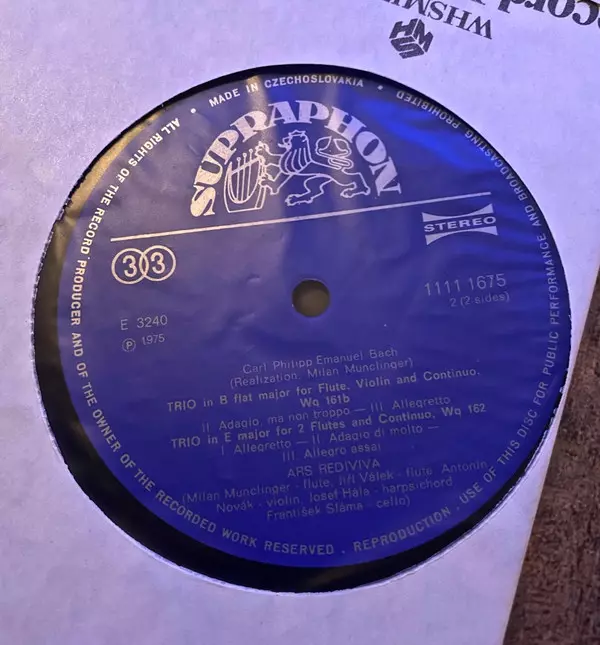 WHSMI
ecord
MADE IN CZECHOSLOVAKIA • ALL RIGHTS OF THE RECORD PRODUCER AND OF THE OWNER OF THE RECORDED WORK RESERVED . REPRODUCTION . USE OF THIS DISC FOR PUBLIC PERFORMANCE AND BROADCASTING PROHIBITED •
SUPRAPHON
STEREO
33
1111 1675
2 (2 sides)
E 3240
Ⓟ 1975
Carl Philipp Emanuel Bach
(Realization: Milan Munclinger)
TRIO in B flat major for Flute, Violin and Continuo,
Wq 161b
II. Adagio, ma non troppo – III. Allegretto
TRIO in E major for 2 Flutes and Continuo, Wq 162
I. Allegretto – II. Adagio di molto –
III. Allegro assai
ARS REDIVIVA
(Milan Munclinger - flute, Jiří Válek - flute, Antonín
Novák - violin, Josef Hála - harpsichord
František Sláma - cello)